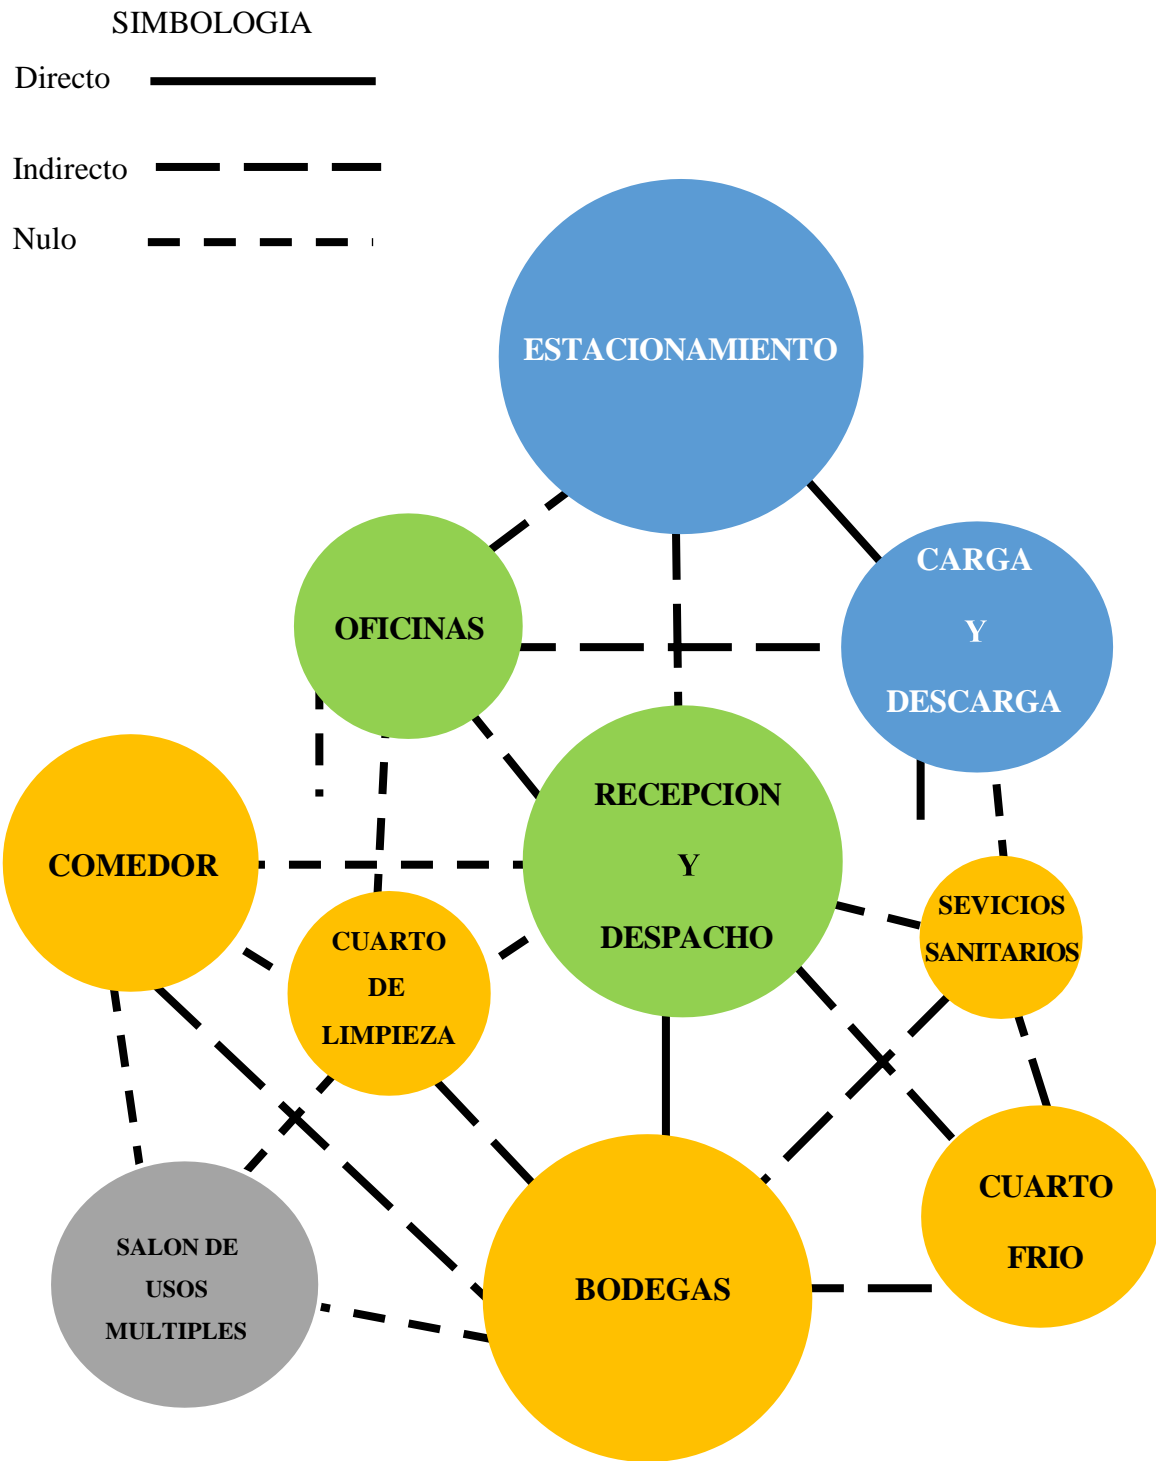 SIMBOLOGIA
Directo
Indirecto
Nulo
ESTACIONAMIENTO
CARGA
Y
DESCARGA
OFICINAS
RECEPCION
Y
DESPACHO
COMEDOR
SEVICIOS
SANITARIOS
CUARTO
DE
LIMPIEZA
CUARTO
FRIO
SALON DE
USOS
MULTIPLES
BODEGAS